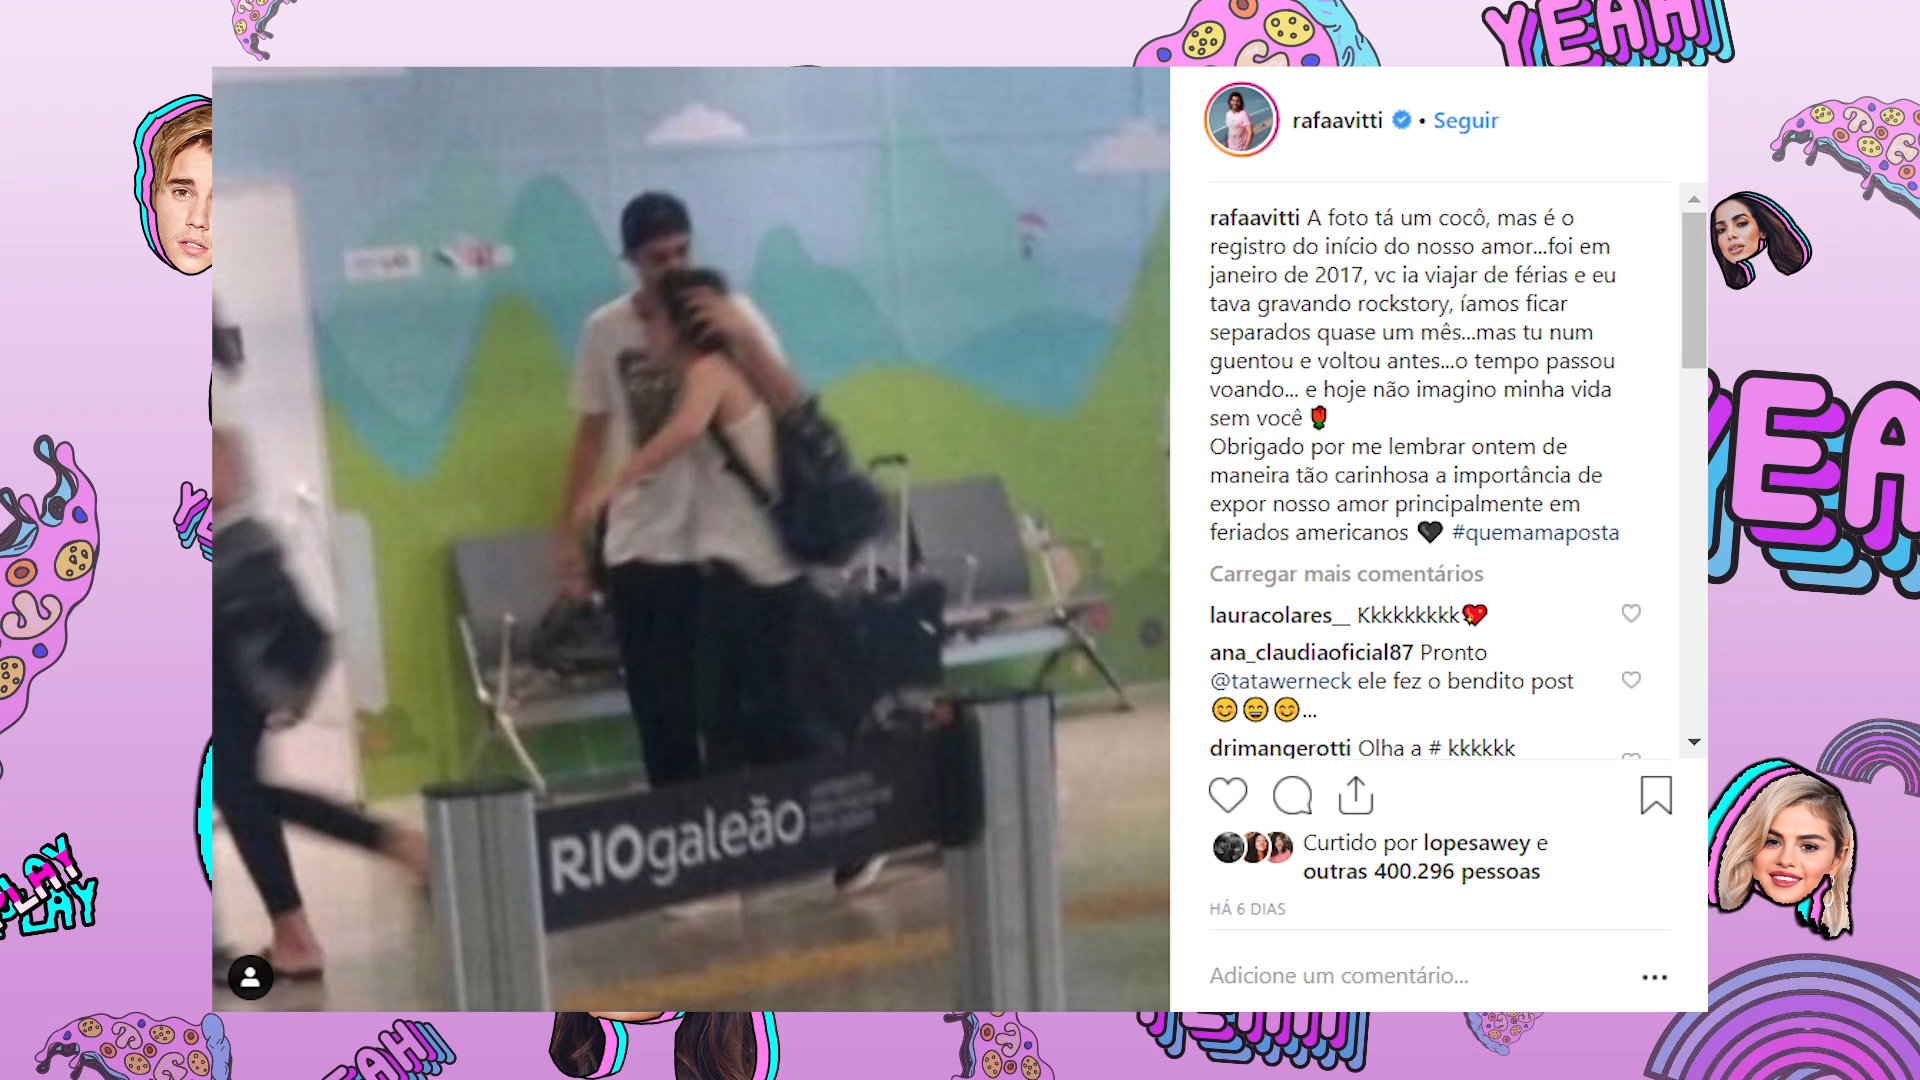 YEAH!
rafaavitti • Seguir
rafaavitti A foto tá um cocô, mas é o
registro do início do nosso amor...foi em
janeiro de 2017, vc ia viajar de férias e eu
tava gravando rockstory, íamos ficar
separados quase um mês...mas tu num
guentou e voltou antes...o tempo passou
voando... e hoje não imagino minha vida
sem você🌹
Obrigado por me lembrar ontem de
maneira tão carinhosa a importância de
expor nosso amor principalmente em
feriados americanos 🖤 #quemamaposta
Carregar mais comentários
lauracolares__ Kkkkkkkkk💖
ana_claudiaoficial87 Pronto
@tatawerneck ele fez o bendito post
😊😄😊...
drimangerotti Olha a # kkkkkk
Curtido por lopesawey e
outras 400.296 pessoas
HÁ 6 DIAS
Adicione um comentário...
RIOgaleão
YEA
PLAY
PLAY
YEAH!